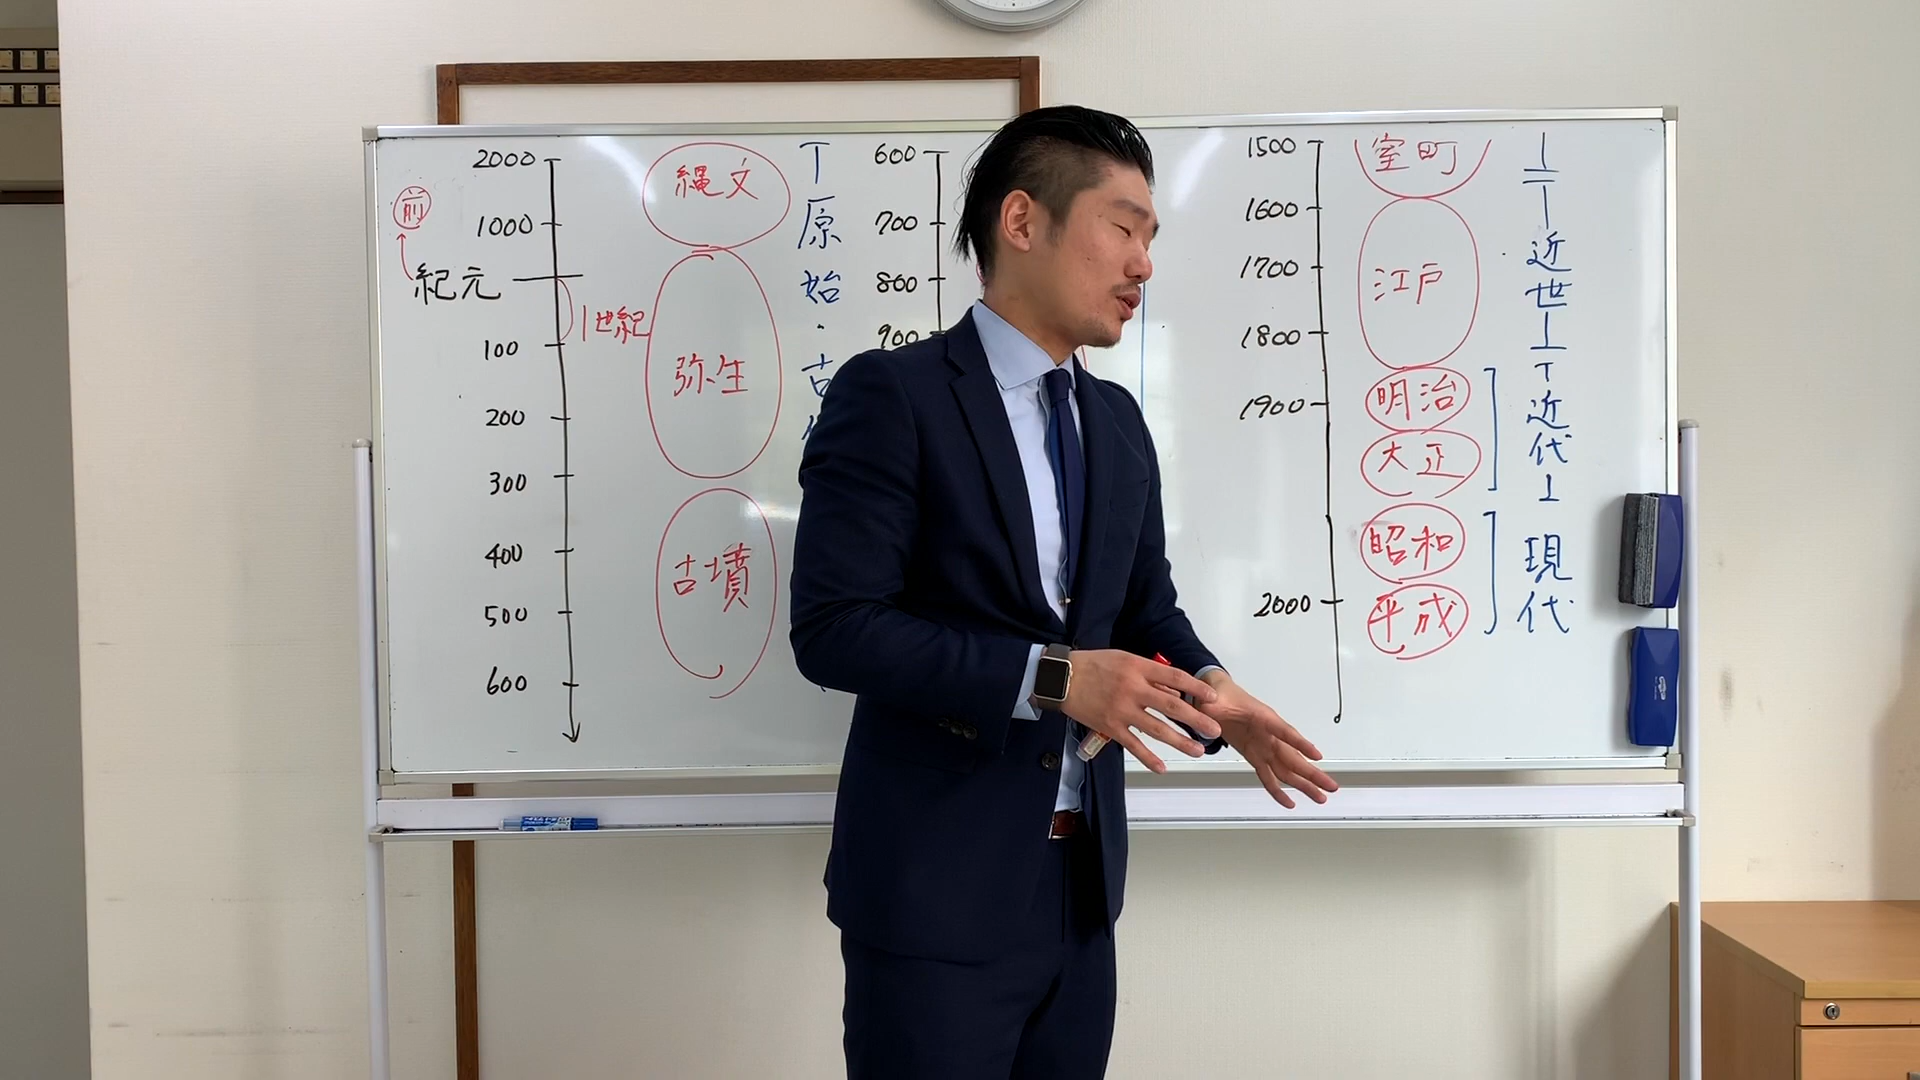 2000
前
1000
紀元
1世紀
100
200
300
400
500
600
縄文
弥生
古墳
原始・古
600
700
800
900
1500
1600
1700
1800
1900
2000
室町
江戸
明治
大正
昭和
平成
近世
近代
現代